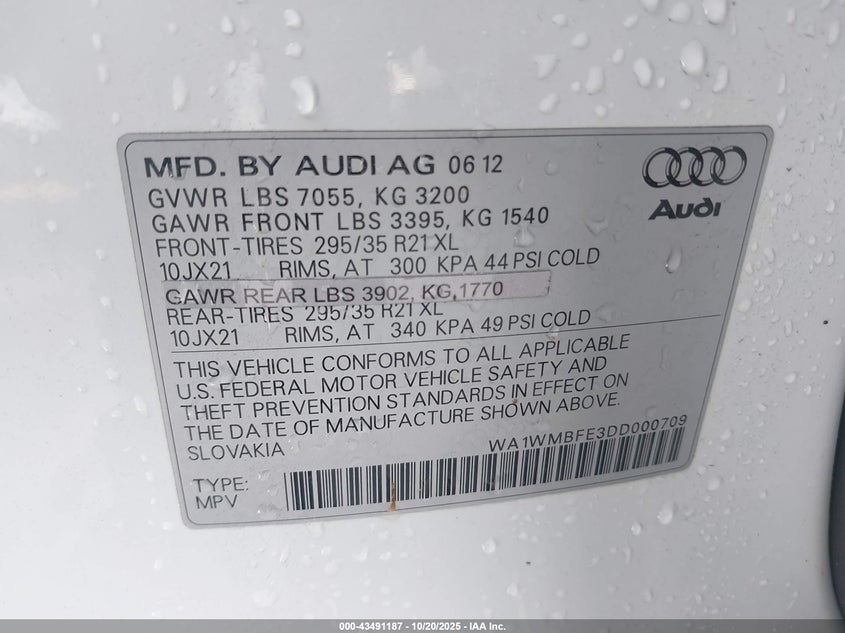 MFD. BY AUDI AG 06 12
GVWR LBS 7055, KG 3200
GAWR FRONT LBS 3395, KG 1540
Audi
FRONT-TIRES 295/35 R21 XL
10JX21 RIMS, AT 300 KPA 44 PSI COLD
GAWR REAR LBS 3902, KG,1770
REAR-TIRES 295/35 R21 XL
10JX21 RIMS, AT 340 KPA 49 PSI COLD
THIS VEHICLE CONFORMS TO ALL APPLICABLE
U.S. FEDERAL MOTOR VEHICLE SAFETY AND
THEFT PREVENTION STANDARDS IN EFFECT ON
THE DATE OF MANUFACTURE SHOWN ABOVE.
SLOVAKIA WA1WMBFE3DD000709
TYPE:
MPV
000-43491187 - 10/20/2025 - IAA Inc.